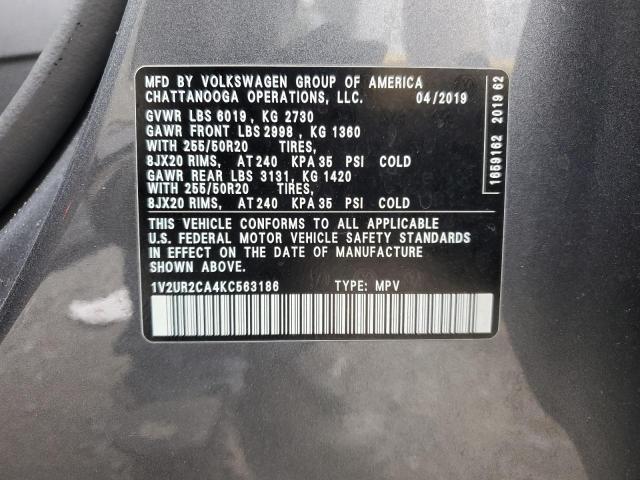 MFD BY VOLKSWAGEN GROUP OF AMERICA
CHATTANOOGA OPERATIONS, LLC. 04/2019
GVWR LBS 6019, KG 2730
GAWR FRONT LBS 2998, KG 1360
WITH 255/50R20 TIRES,
8JX20 RIMS, AT 240 KPA 35 PSI COLD
GAWR REAR LBS 3131, KG 1420
WITH 255/50R20 TIRES,
8JX20 RIMS, AT 240 KPA 35 PSI COLD
THIS VEHICLE CONFORMS TO ALL APPLICABLE
U.S. FEDERAL MOTOR VEHICLE SAFETY STANDARDS
IN EFFECT ON THE DATE OF MANUFACTURE
SHOWN ABOVE.
1V2UR2CA4KC563186 TYPE: MPV
1659162 2019 62